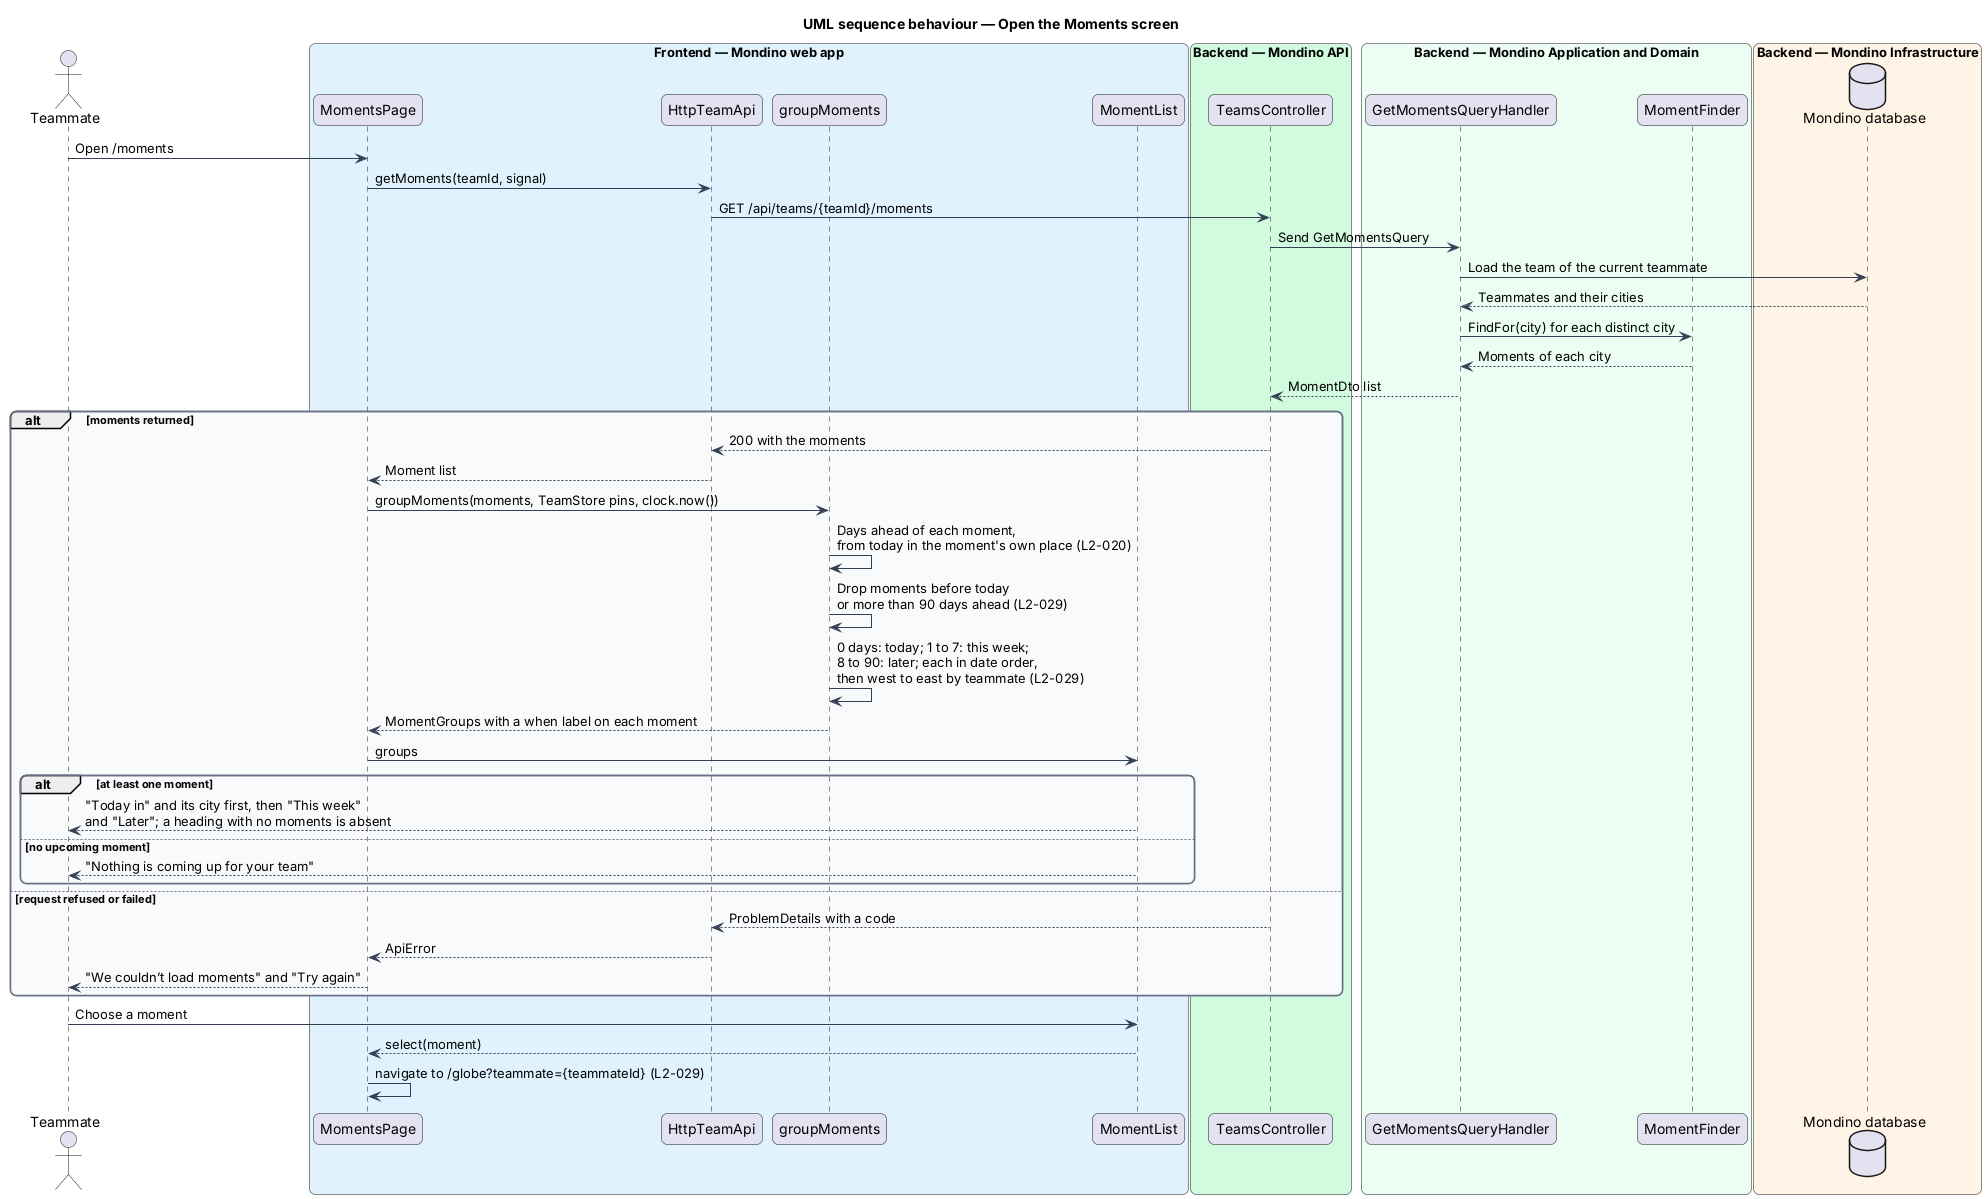 UML sequence behaviour — Open the Moments screen
Frontend — Mondino web app
Backend — Mondino API
Backend — Mondino Application and Domain
Backend — Mondino Infrastructure
Teammate
MomentsPage
HttpTeamApi
groupMoments
MomentList
TeamsController
GetMomentsQueryHandler
MomentFinder
Mondino database
Open /moments
getMoments(teamId, signal)
GET /api/teams/{teamId}/moments
Send GetMomentsQuery
Load the team of the current teammate
Teammates and their cities
FindFor(city) for each distinct city
Moments of each city
MomentDto list
alt
[moments returned]
200 with the moments
Moment list
groupMoments(moments, TeamStore pins, clock.now())
Days ahead of each moment,
from today in the moment's own place (L2-020)
Drop moments before today
or more than 90 days ahead (L2-029)
0 days: today; 1 to 7: this week;
8 to 90: later; each in date order,
then west to east by teammate (L2-029)
MomentGroups with a when label on each moment
groups
alt
[at least one moment]
"Today in" and its city first, then "This week"
and "Later"; a heading with no moments is absent
[no upcoming moment]
"Nothing is coming up for your team"
[request refused or failed]
ProblemDetails with a code
ApiError
"We couldn't load moments" and "Try again"
Choose a moment
select(moment)
navigate to /globe?teammate={teammateId} (L2-029)
Teammate
MomentsPage
HttpTeamApi
groupMoments
MomentList
TeamsController
GetMomentsQueryHandler
MomentFinder
Mondino database